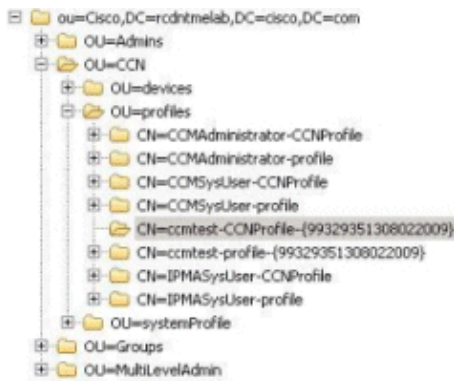 ou=Cisco,DC=rcdntmelab,DC=cisco,DC=com
OU=Admins
OU=CCN
OU=devices
OU=profiles
CN=CCMAdministrator-CCNProfile
CN=CCMAdministrator-profile
CN=CCMSysUser-CCNProfile
CN=CCMSysUser-profile
CN=ccmtest-CCNProfile-{99329351308022009}
CN=ccmtest-profile-{99329351308022009}
CN=IPMASysUser-CCNProfile
CN=IPMASysUser-profile
OU=systemProfile
OU=Groups
OU=MultiLevelAdmin